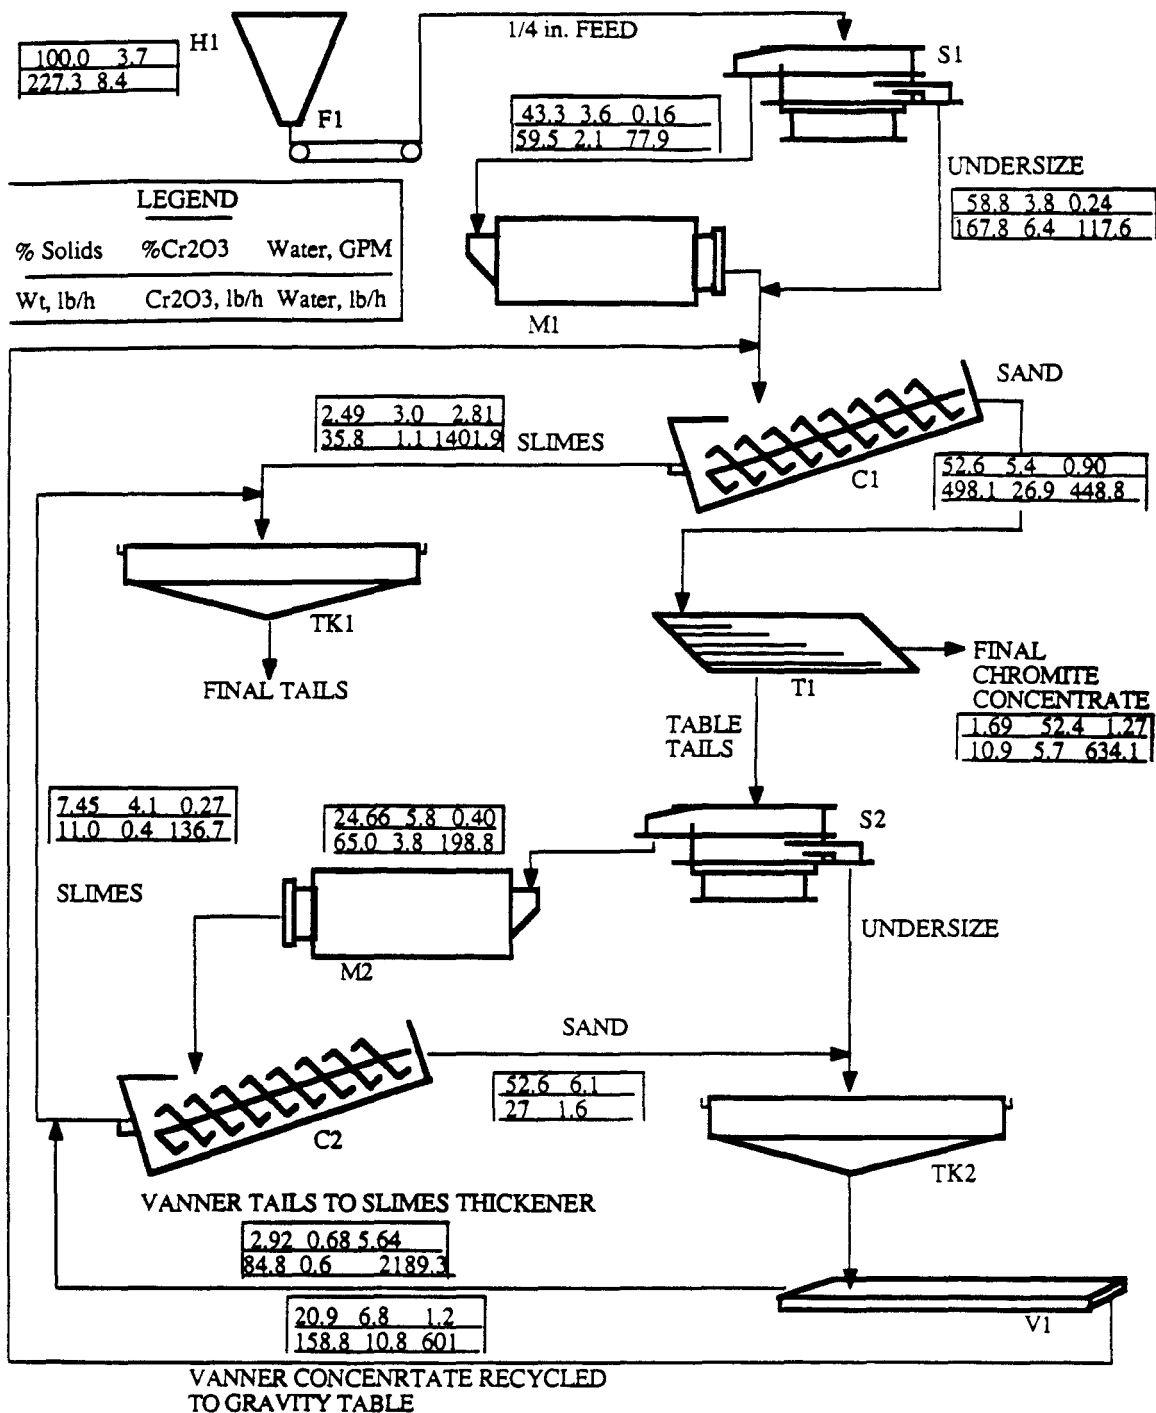 1/4 in. FEED
H1
100.0 3.7
227.3 8.4
F1
S1
43.3 3.6 0.16
59.5 2.1 77.9
UNDERSIZE
58.8 3.8 0.24
167.8 6.4 117.6
LEGEND
% Solids %Cr2O3 Water, GPM
Wt, lb/h Cr2O3, lb/h Water, lb/h
M1
SAND
2.49 3.0 2.81
35.8 1.1 1401.9
SLIMES
C1
52.6 5.4 0.90
498.1 26.9 448.8
TK1
FINAL TAILS
T1
FINAL
CHROMITE
CONCENTRATE
1.69 52.4 1.27
10.9 5.7 634.1
TABLE
TAILS
7.45 4.1 0.27
11.0 0.4 136.7
24.66 5.8 0.40
65.0 3.8 198.8
S2
SLIMES
UNDERSIZE
M2
SAND
52.6 6.1
27 1.6
C2
TK2
VANNER TAILS TO SLIMES THICKENER
2.92 0.68 5.64
84.8 0.6 2189.3
20.9 6.8 1.2
158.8 10.8 601
V1
VANNER CONCENRTATE RECYCLED
TO GRAVITY TABLE